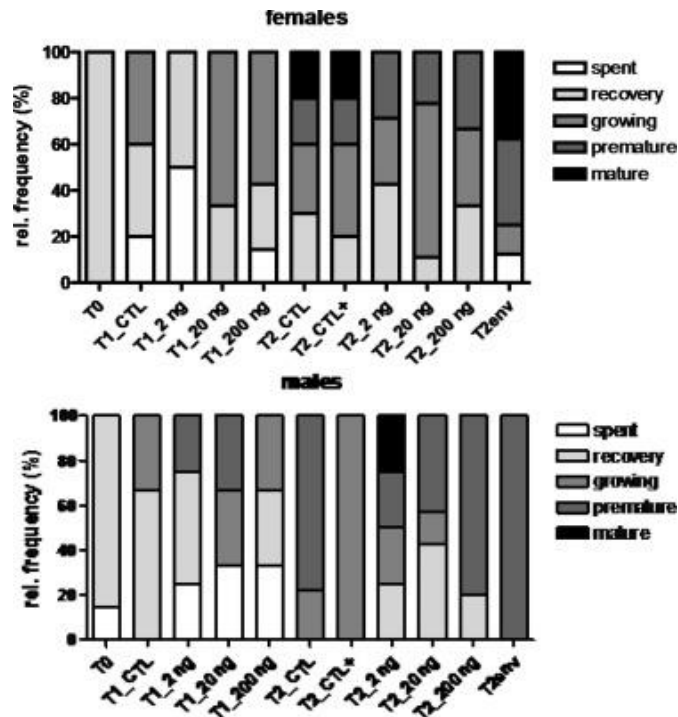 females
100
80
60
40
20
0
rel. frequency (%)
spent
recovery
growing
premature
mature
T0
T1_CTL
T1_2 ng
T1_20 ng
T1_200 ng
T2_CTL
T2_CTL+
T2_2 ng
T2_20 ng
T2_200 ng
T2env
males
100
80
60
40
20
0
rel. frequency (%)
spent
recovery
growing
premature
mature
T0
T1_CTL
T1_2 ng
T1_20 ng
T1_200 ng
T2_CTL
T2_CTL+
T2_2 ng
T2_20 ng
T2_200 ng
T2env